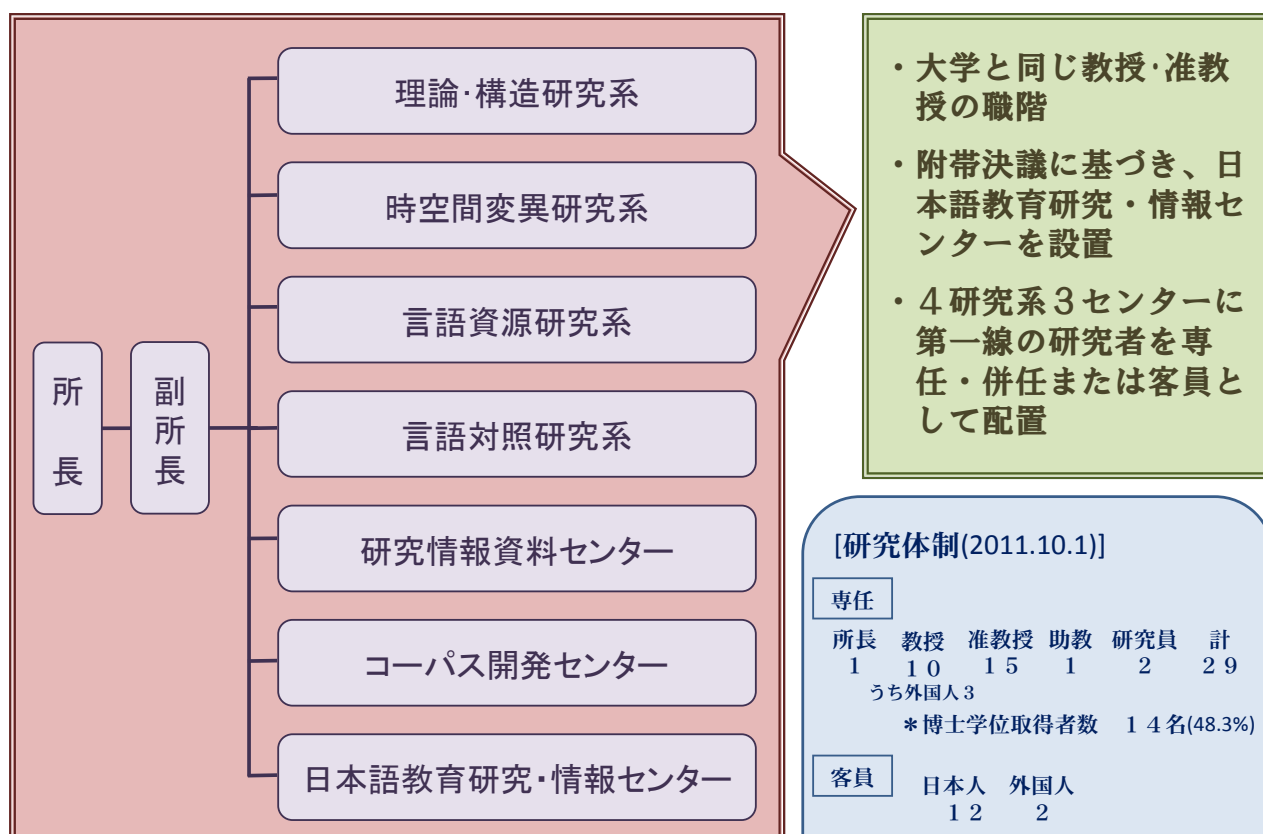 所長
副所長
理論･構造研究系
時空間変異研究系
言語資源研究系
言語対照研究系
研究情報資料センター
コーパス開発センター
日本語教育研究・情報センター
・大学と同じ教授･准教
授の職階
・附帯決議に基づき、日
本語教育研究・情報セ
ンターを設置
・４研究系３センターに
第一線の研究者を専
任・併任または客員と
して配置
[研究体制(2011.10.1)]
専任
所長 教授 准教授 助教 研究員 計
1 １０ １５ 1 2 ２９
うち外国人３
＊博士学位取得者数 １４名(48.3%)
客員
日本人 外国人
１２ 2